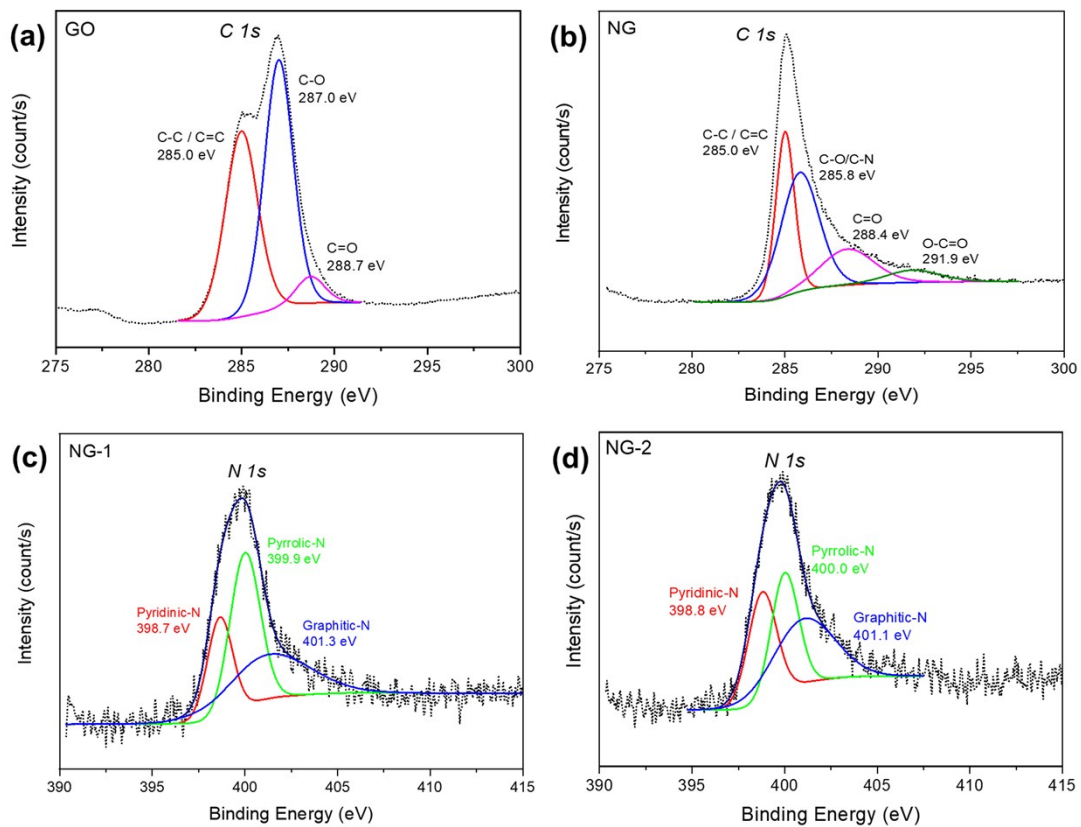 (a)
GO
C 1s
C-O
287.0 eV
C-C / C=C
285.0 eV
C=O
288.7 eV
Intensity (count/s)
275 280 285 290 295 300
Binding Energy (eV)
(b)
NG
C 1s
C-C / C=C
285.0 eV
C-O/C-N
285.8 eV
C=O
288.4 eV
O-C=O
291.9 eV
Intensity (count/s)
275 280 285 290 295 300
Binding Energy (eV)
(c)
NG-1
N 1s
Pyrrolic-N
399.9 eV
Pyridinic-N
398.7 eV
Graphitic-N
401.3 eV
Intensity (count/s)
390 395 400 405 410 415
Binding Energy (eV)
(d)
NG-2
N 1s
Pyrrolic-N
400.0 eV
Pyridinic-N
398.8 eV
Graphitic-N
401.1 eV
Intensity (count/s)
390 395 400 405 410 415
Binding Energy (eV)